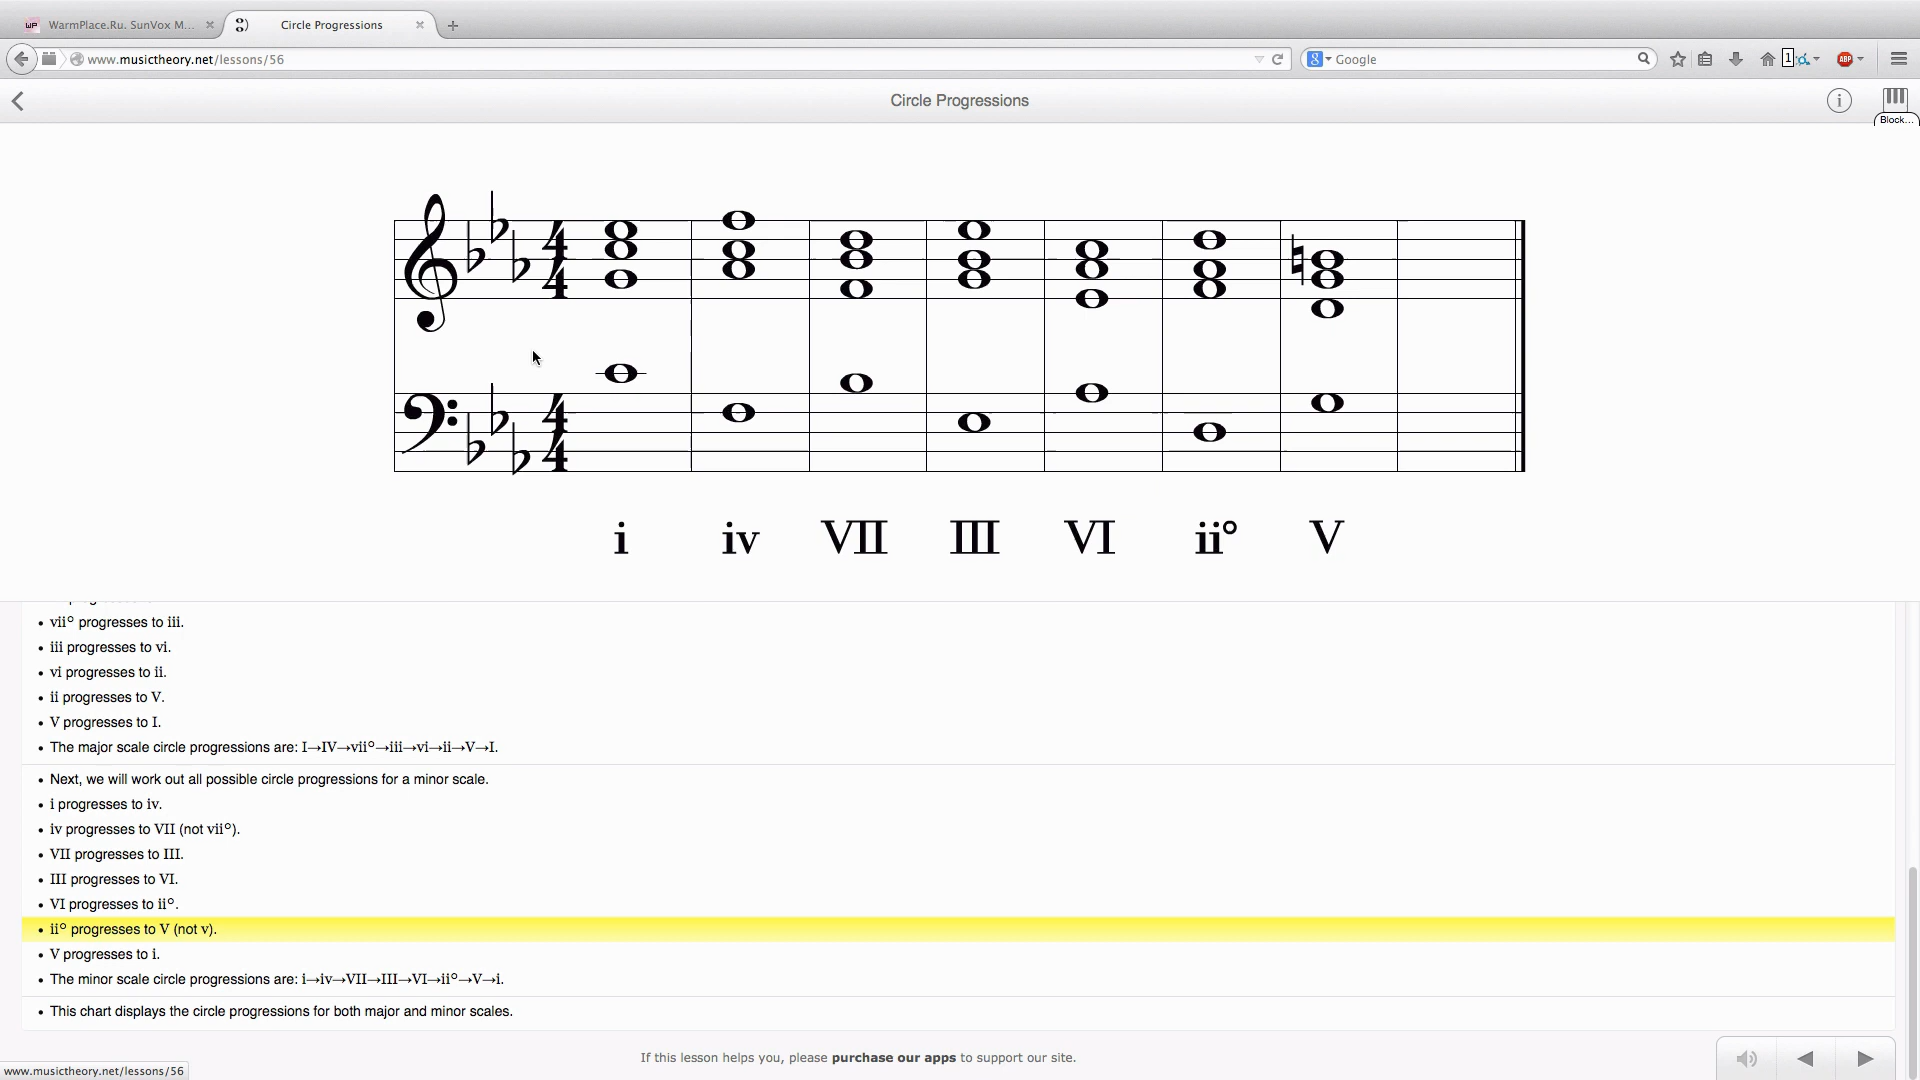 WarmPlace.Ru. SunVox M...
Circle Progressions
www.musictheory.net/lessons/56
Google
1
ABP
Circle Progressions
Block...
4 4
4 4
i iv VII III VI ii° V
• vii° progresses to iii.
• iii progresses to vi.
• vi progresses to ii.
• ii progresses to V.
• V progresses to I.
• The major scale circle progressions are: I→IV→vii°→iii→vi→ii→V→I.
• Next, we will work out all possible circle progressions for a minor scale.
• i progresses to iv.
• iv progresses to VII (not vii°).
• VII progresses to III.
• III progresses to VI.
• VI progresses to ii°.
• ii° progresses to V (not v).
• V progresses to i.
• The minor scale circle progressions are: i→iv→VII→III→VI→ii°→V→i.
• This chart displays the circle progressions for both major and minor scales.
If this lesson helps you, please purchase our apps to support our site.
www.musictheory.net/lessons/56